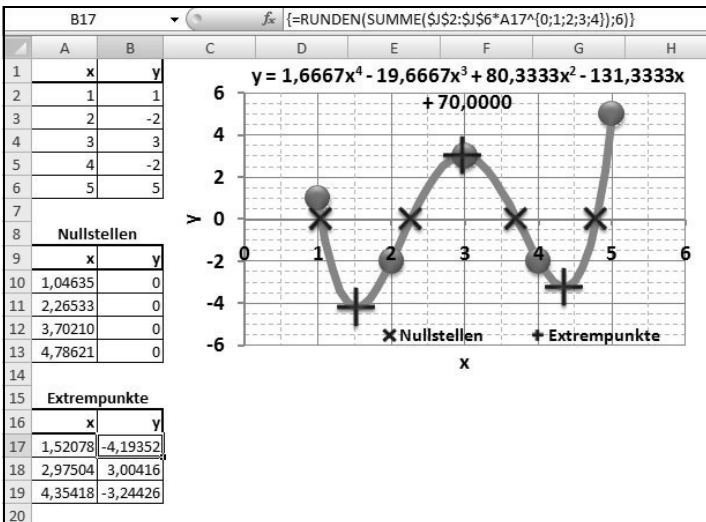 B17 fx {=RUNDEN(SUMME($J$2:$J$6*A17^{0;1;2;3;4});6)}
A B C D E F G H
1 x y
2 1 1
3 2 -2
4 3 3
5 4 -2
6 5 5
7
8 Nullstellen
9 x y
10 1,04635 0
11 2,26533 0
12 3,70210 0
13 4,78621 0
14
15 Extrempunkte
16 x y
17 1,52078 -4,19352
18 2,97504 3,00416
19 4,35418 -3,24426
20
y = 1,6667x⁴ - 19,6667x³ + 80,3333x² - 131,3333x
+ 70,0000
6
4
2
0
-2
-4
-6
y
0 1 2 3 4 5 6
Nullstellen Extrempunkte
x